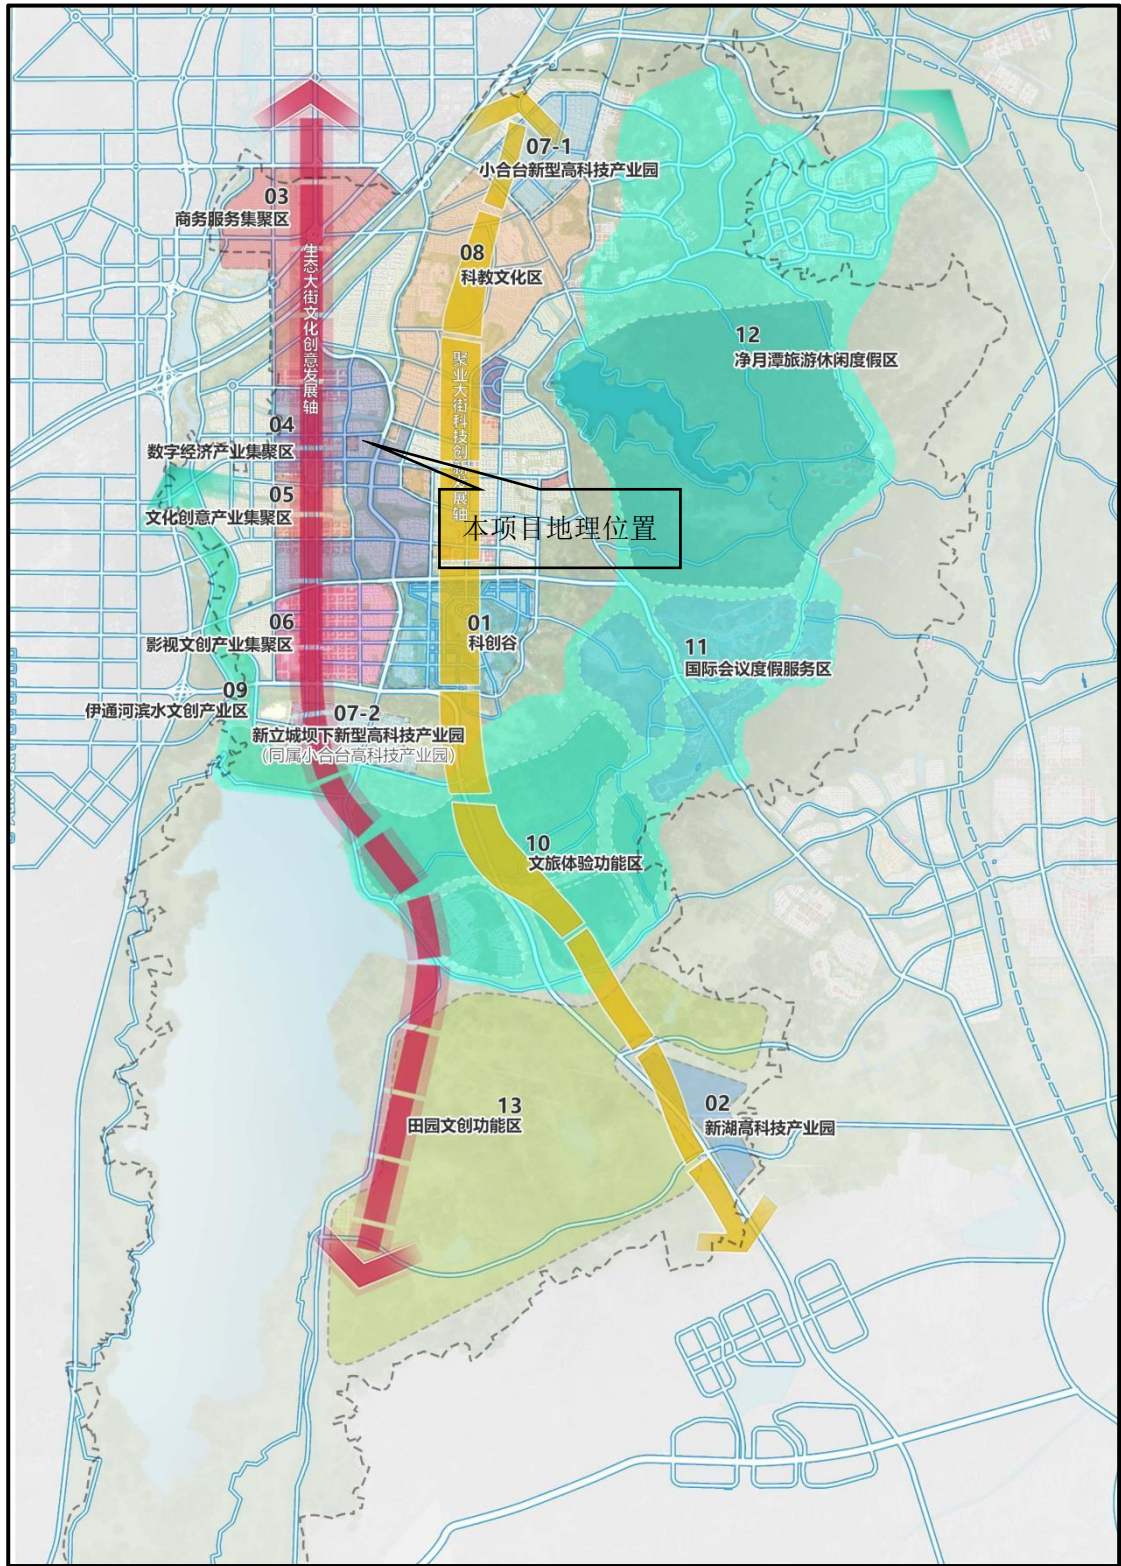 07-1
小合台新型高科技产业园
03
商务服务集聚区
生态大街文化创意发展轴
08
科教文化区
12
净月潭旅游休闲度假区
聚业大街科技创
展轴
04
数字经济产业集聚区
05
文化创意产业集聚区
本项目地理位置
06
影视文创产业集聚区
01
科创谷
11
国际会议度假服务区
09
伊通河滨水文创产业区
07-2
新立城坝下新型高科技产业园
(同属小合台高科技产业园)
10
文旅体验功能区
02
新湖高科技产业园
13
田园文创功能区